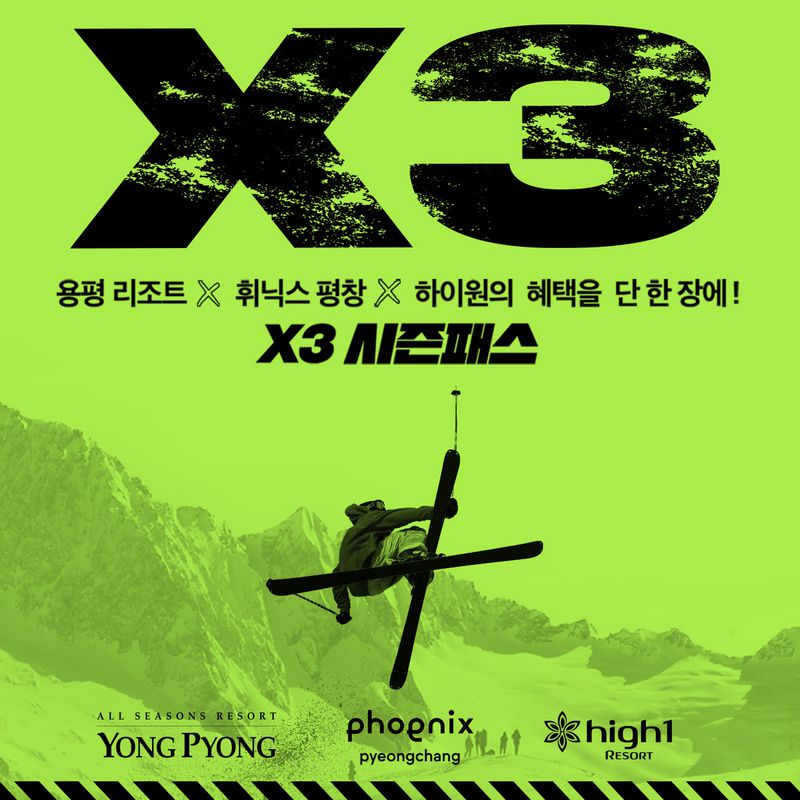 X3
용평 리조트 X 휘닉스 평창 X 하이원의 혜택을 단 한 장에!
X3 시즌패스
ALL SEASONS RESORT
YONG PYONG
phoenix
pyeongchang
high1
RESORT